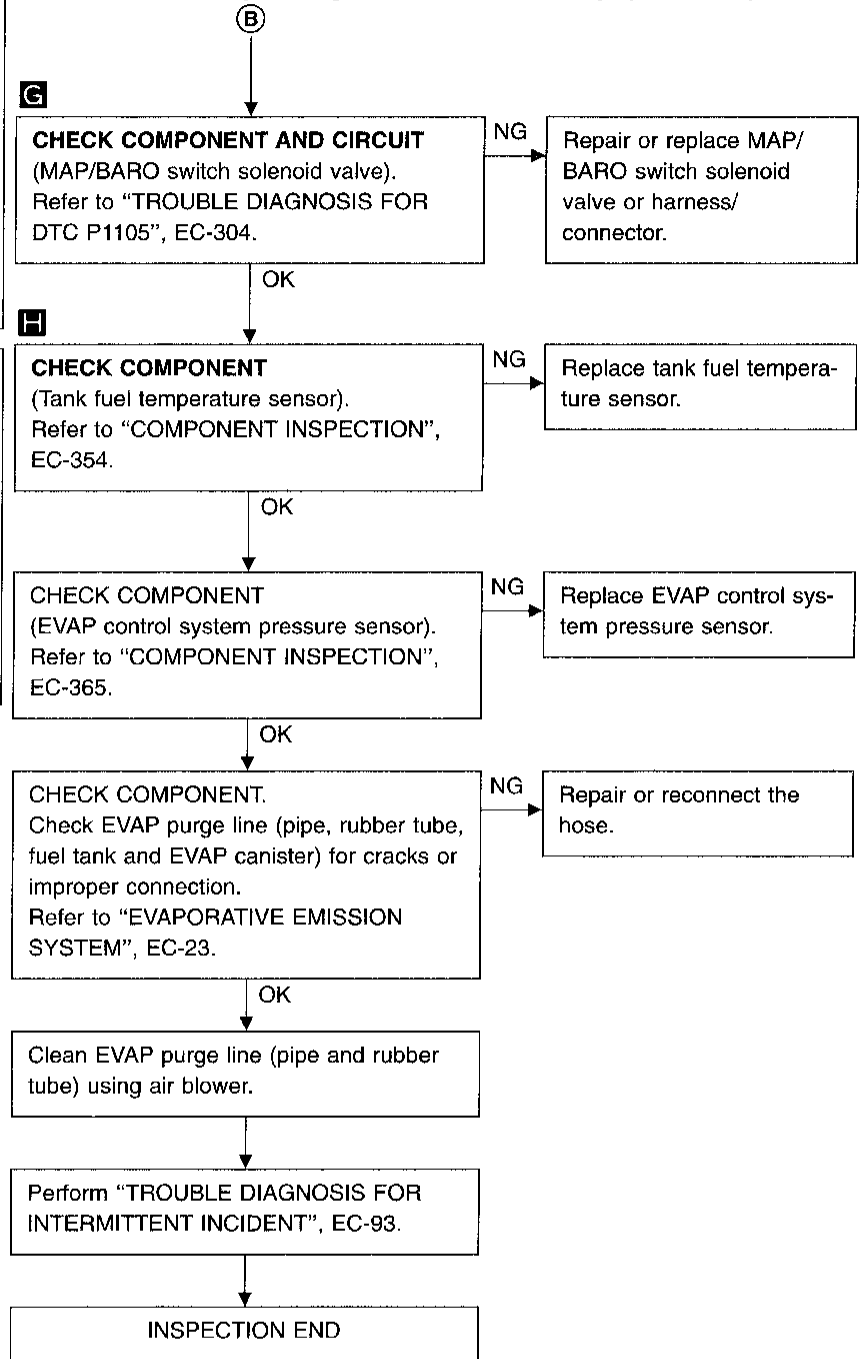 B
G
CHECK COMPONENT AND CIRCUIT
(MAP/BARO switch solenoid valve).
Refer to “TROUBLE DIAGNOSIS FOR
DTC P1105”, EC-304.
NG
Repair or replace MAP/
BARO switch solenoid
valve or harness/
connector.
OK
H
CHECK COMPONENT
(Tank fuel temperature sensor).
Refer to “COMPONENT INSPECTION”,
EC-354.
NG
Replace tank fuel tempera-
ture sensor.
OK
CHECK COMPONENT
(EVAP control system pressure sensor).
Refer to “COMPONENT INSPECTION”,
EC-365.
NG
Replace EVAP control sys-
tem pressure sensor.
OK
CHECK COMPONENT.
Check EVAP purge line (pipe, rubber tube,
fuel tank and EVAP canister) for cracks or
improper connection.
Refer to “EVAPORATIVE EMISSION
SYSTEM”, EC-23.
NG
Repair or reconnect the
hose.
OK
Clean EVAP purge line (pipe and rubber
tube) using air blower.
Perform “TROUBLE DIAGNOSIS FOR
INTERMITTENT INCIDENT”, EC-93.
INSPECTION END